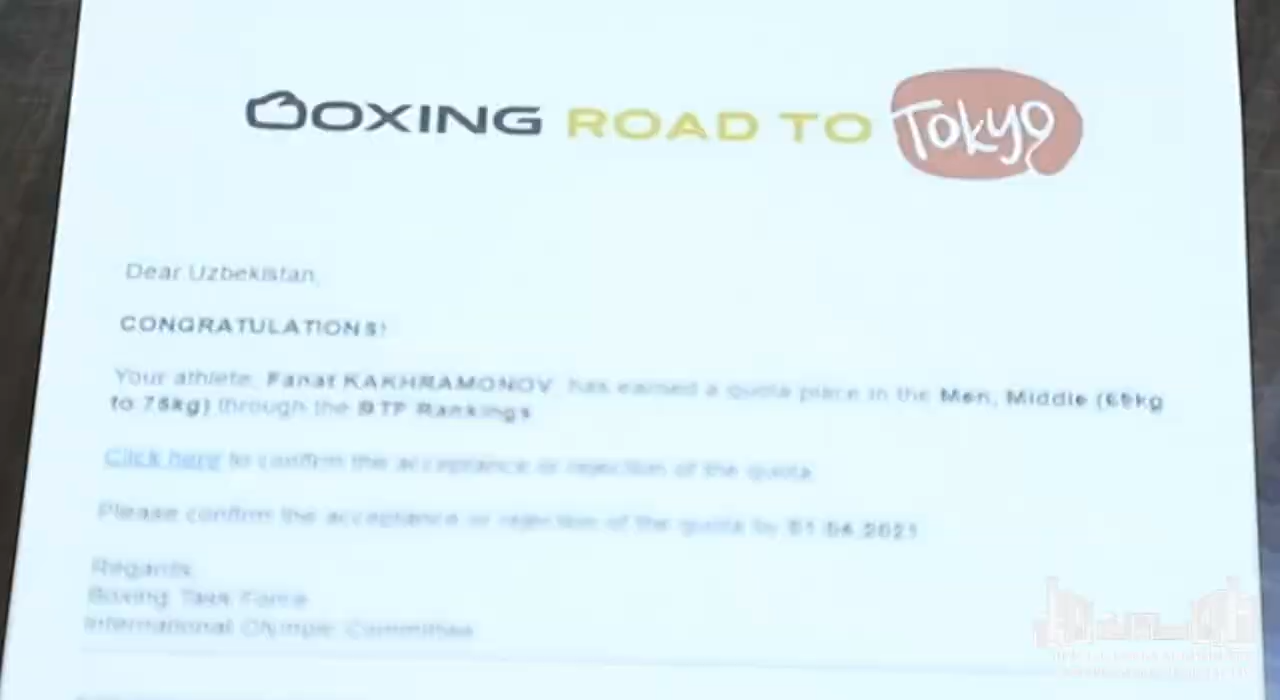 BOXING ROAD TO Tokyo
Dear Uzbekistan,
CONGRATULATIONS!
Your athlete, Fanat KAKHRAMONOV, has earned a quota place in the Men, Middle (69kg
to 75kg) through the BTF Rankings
Click here to confirm the acceptance or rejection of the quota
Please confirm the acceptance or rejection of the quota by 01.04.2021
Regards
Boxing Task Force
International Olympic Committee